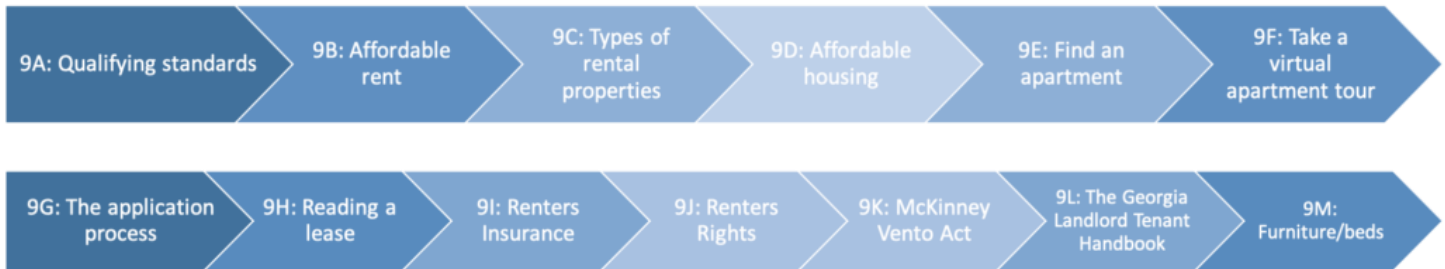 9A: Qualifying standards
9B: Affordable
rent
9C: Types of
rental
properties
9D: Affordable
housing
9E: Find an
apartment
9F: Take a
virtual
apartment tour
9G: The application
process
9H: Reading a
lease
9I: Renters
Insurance
9J: Renters
Rights
9K: McKinney
Vento Act
9L: The Georgia
Landlord Tenant
Handbook
9M:
Furniture/beds